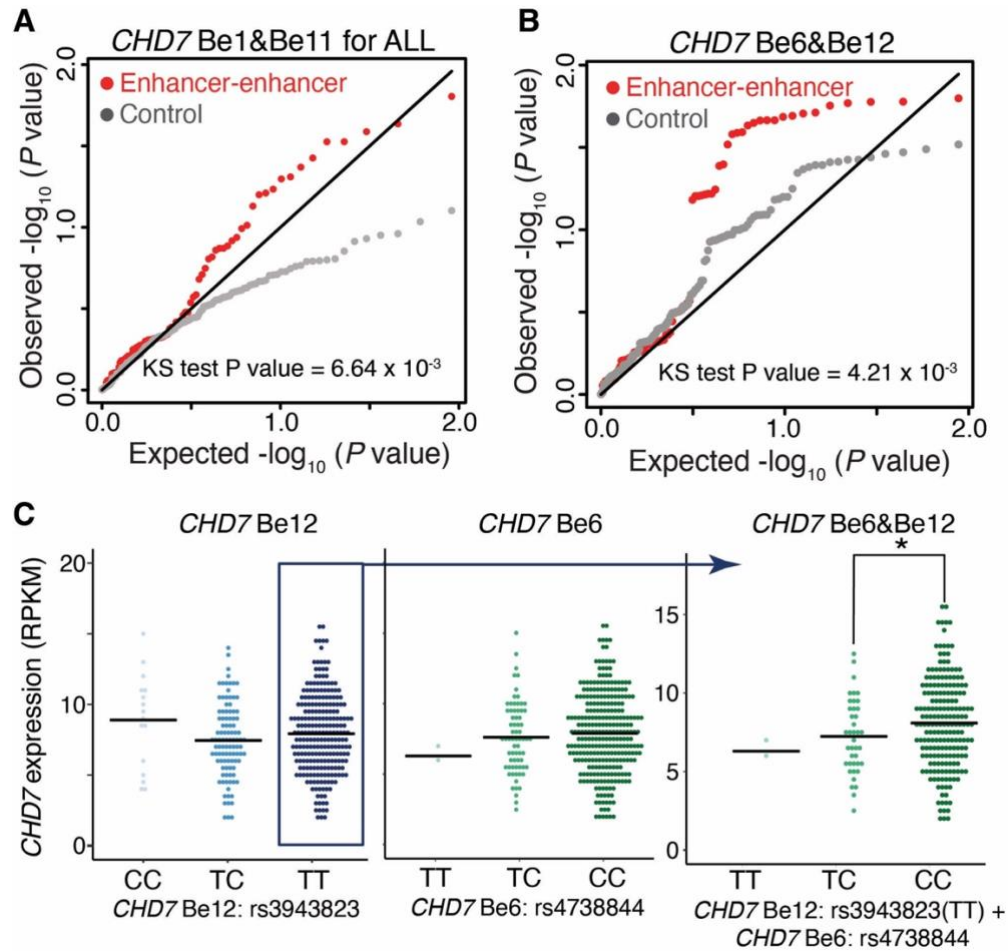 A
CHD7 Be1&Be11 for ALL
Enhancer-enhancer
Control
KS test P value = 6.64 x 10⁻³
Observed -log₁₀ (P value)
0.0
1.0
2.0
0.0
1.0
2.0
Expected -log₁₀ (P value)
B
CHD7 Be6&Be12
Enhancer-enhancer
Control
KS test P value = 4.21 x 10⁻³
Observed -log₁₀ (P value)
0.0
1.0
2.0
0.0
1.0
2.0
Expected -log₁₀ (P value)
C
CHD7 Be12
CHD7 Be6
CHD7 Be6&Be12
*
CHD7 expression (RPKM)
20
10
0
CC
TC
TT
CHD7 Be12: rs3943823
TT
TC
CC
CHD7 Be6: rs4738844
15
10
5
0
TT
TC
CC
CHD7 Be12: rs3943823(TT) +
CHD7 Be6: rs4738844